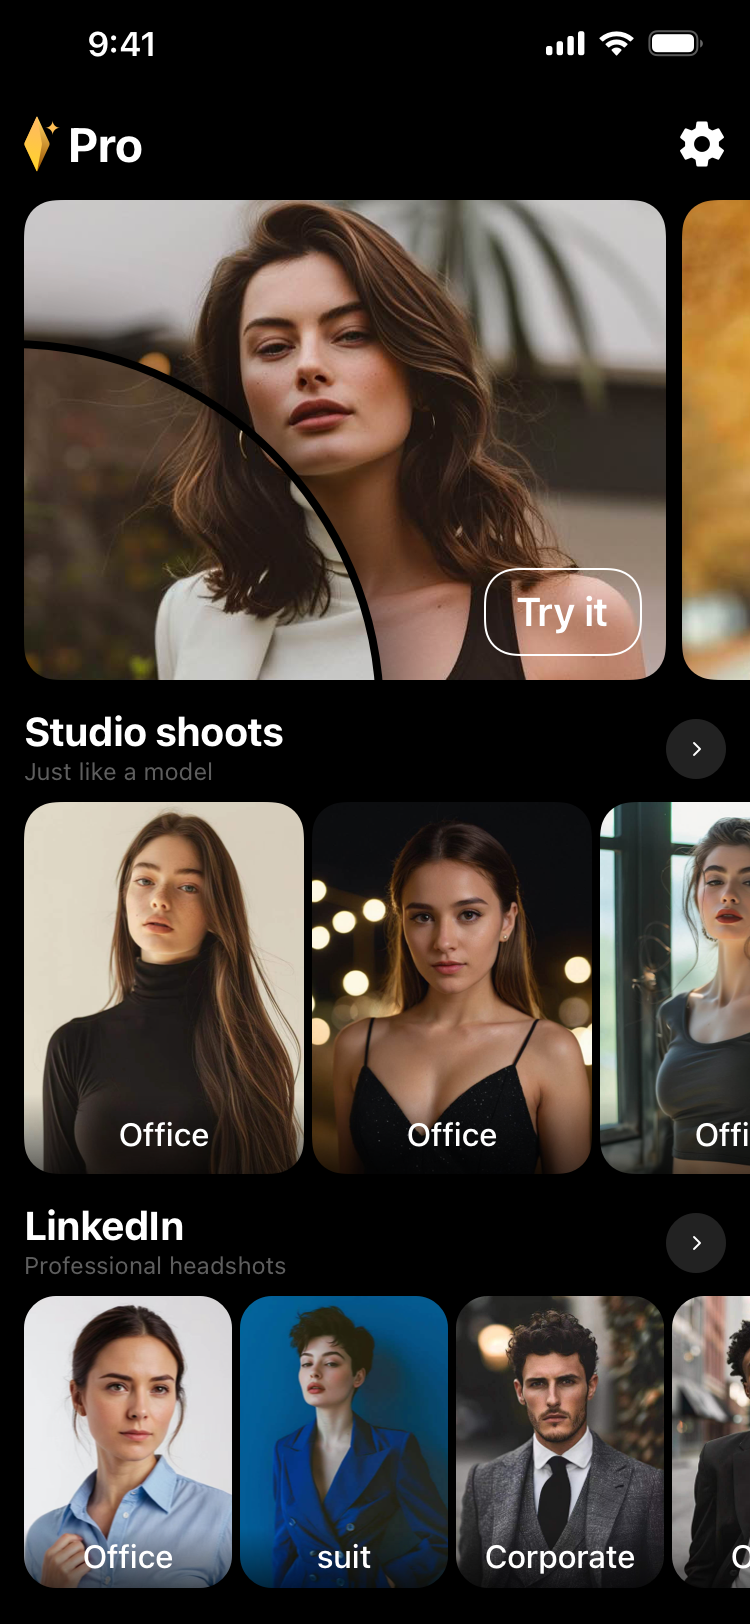 9:41
Pro
Try it
Studio shoots
Just like a model
Office
Office
Offi
LinkedIn
Professional headshots
Office
suit
Corporate